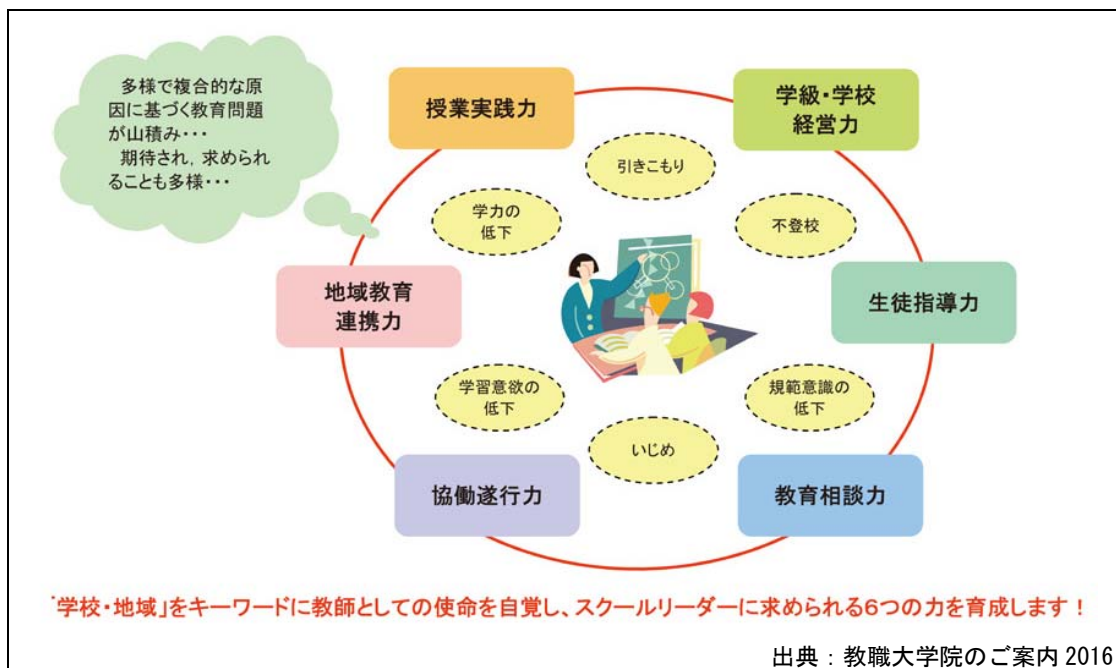 多様で複合的な原
因に基づく教育問題
が山積み・・・
期待され，求められ
ることも多様・・・
授業実践力
学級・学校
経営力
引きこもり
学力の
低下
不登校
地域教育
連携力
生徒指導力
学習意欲の
低下
規範意識の
低下
いじめ
協働遂行力
教育相談力
「学校・地域」をキーワードに教師としての使命を自覚し、スクールリーダーに求められる６つの力を育成します！
出典：教職大学院のご案内 2016